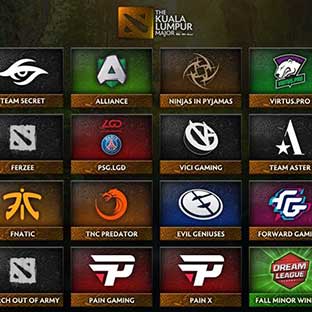 THE
KUALA
LUMPUR
MAJOR
TEAM SECRET
ALLIANCE
NINJAS IN PYJAMAS
VIRTUS.PRO
FERZEE
LGD
PSG.LGD
VICI GAMING
TEAM ASTER
FNATIC
TNC PREDATOR
EVIL GENIUSES
FORWARD GAMI
CH OUT OF ARMY
PAIN GAMING
PAIN X
DREAM
LEAGUE
FALL MINOR WIN